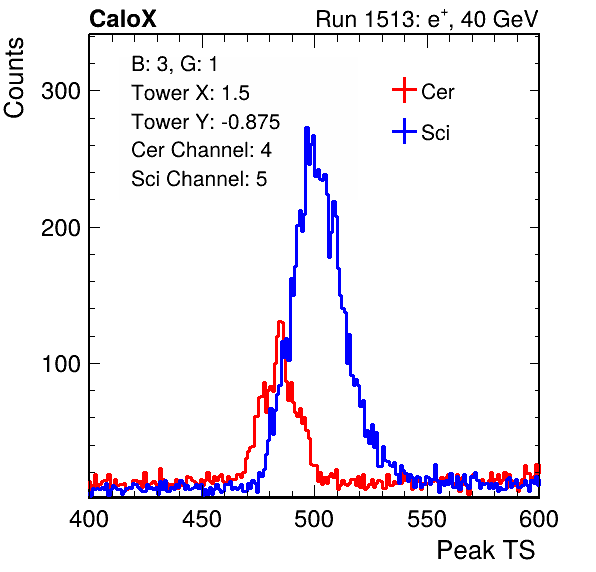 CaloX Run 1513: e⁺, 40 GeV
Counts
B: 3, G: 1
Tower X: 1.5
Tower Y: -0.875
Cer Channel: 4
Sci Channel: 5
Cer
Sci
300
200
100
400 450 500 550 600
Peak TS